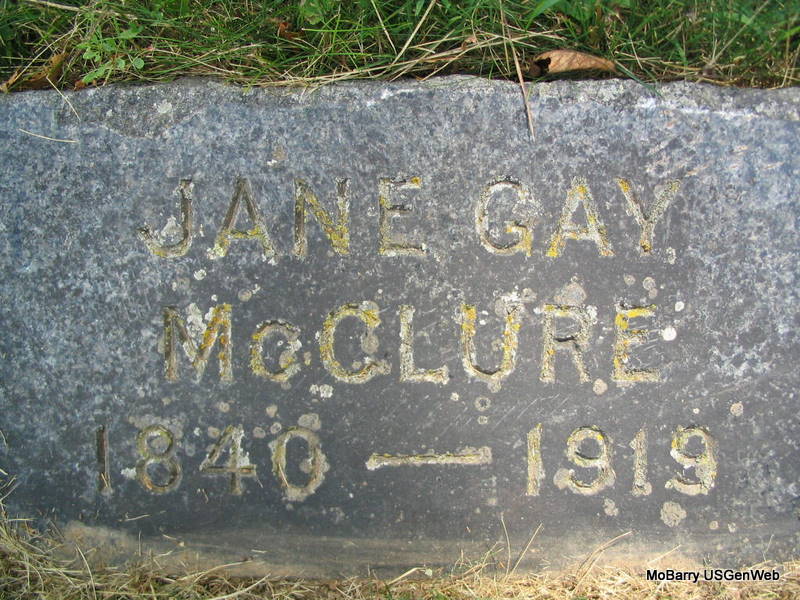 JANE GAY
McCLURE
1840 — 1919
MoBarry USGenWeb